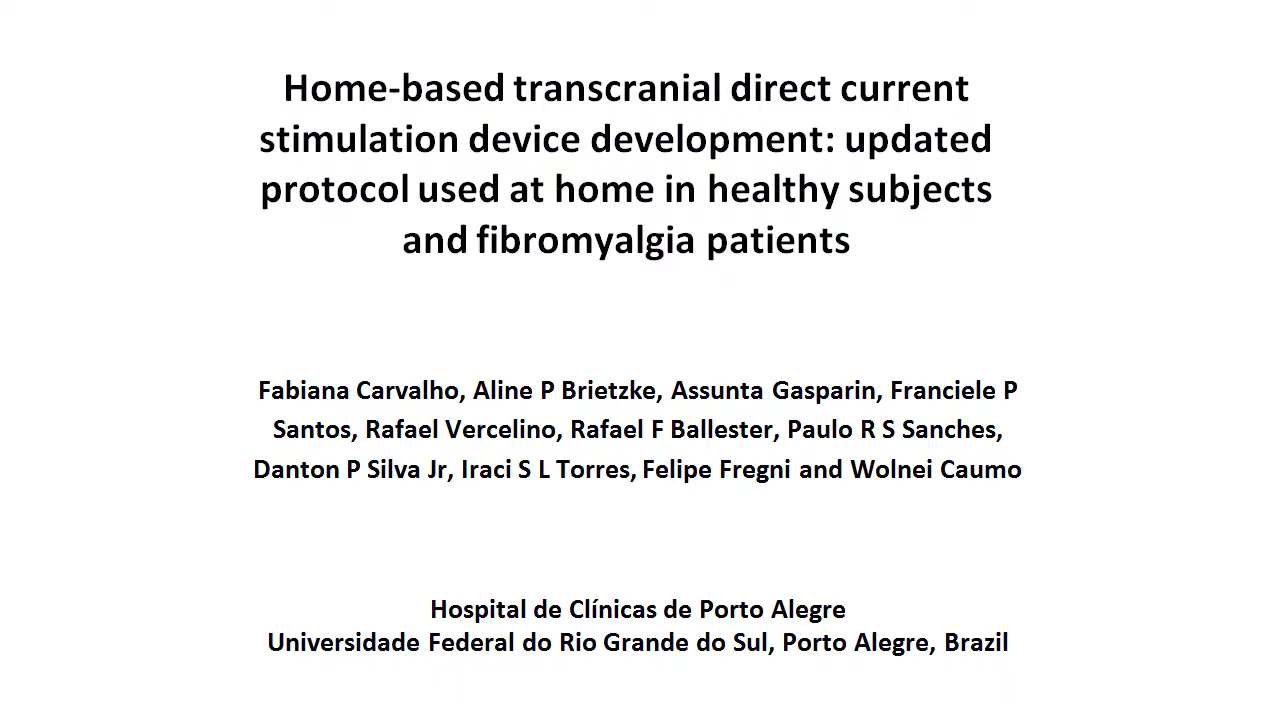 Home-based transcranial direct current
stimulation device development: updated
protocol used at home in healthy subjects
and fibromyalgia patients
Fabiana Carvalho, Aline P Brietzke, Assunta Gasparin, Franciele P
Santos, Rafael Vercelino, Rafael F Ballester, Paulo R S Sanches,
Danton P Silva Jr, Iraci S L Torres, Felipe Fregni and Wolnei Caumo
Hospital de Clínicas de Porto Alegre
Universidade Federal do Rio Grande do Sul, Porto Alegre, Brazil